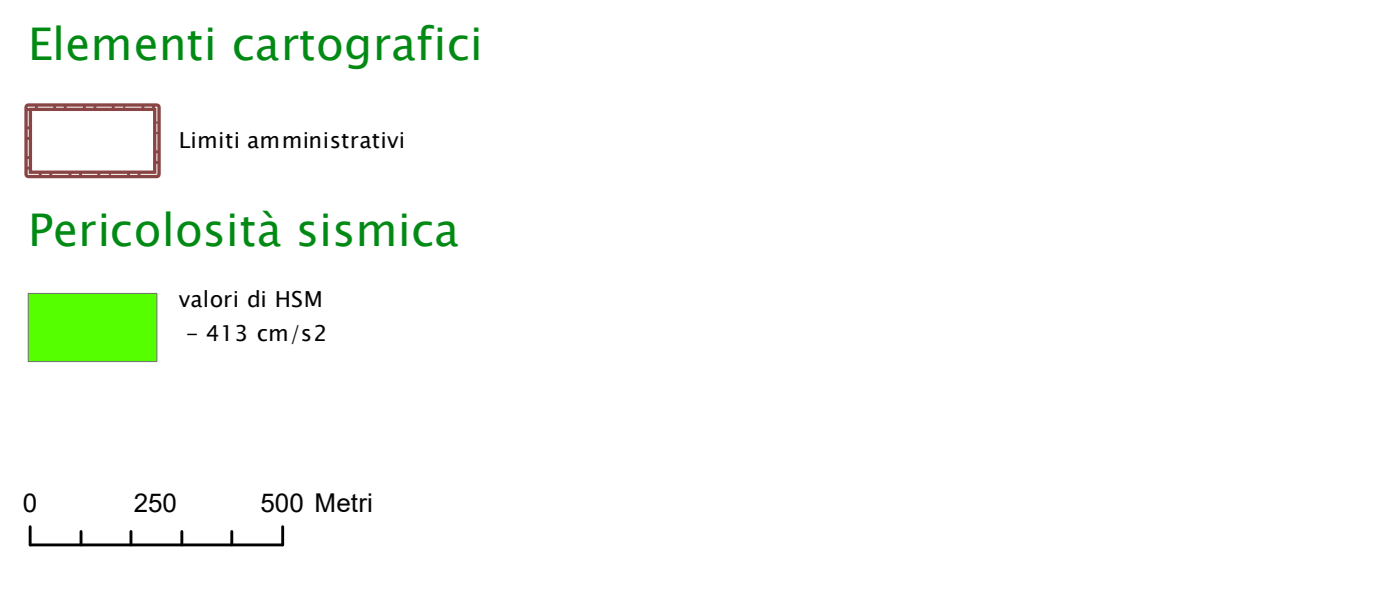 Elementi cartografici
Limiti amministrativi
Pericolosità sismica
valori di HSM
– 413 cm/s2
0 250 500 Metri